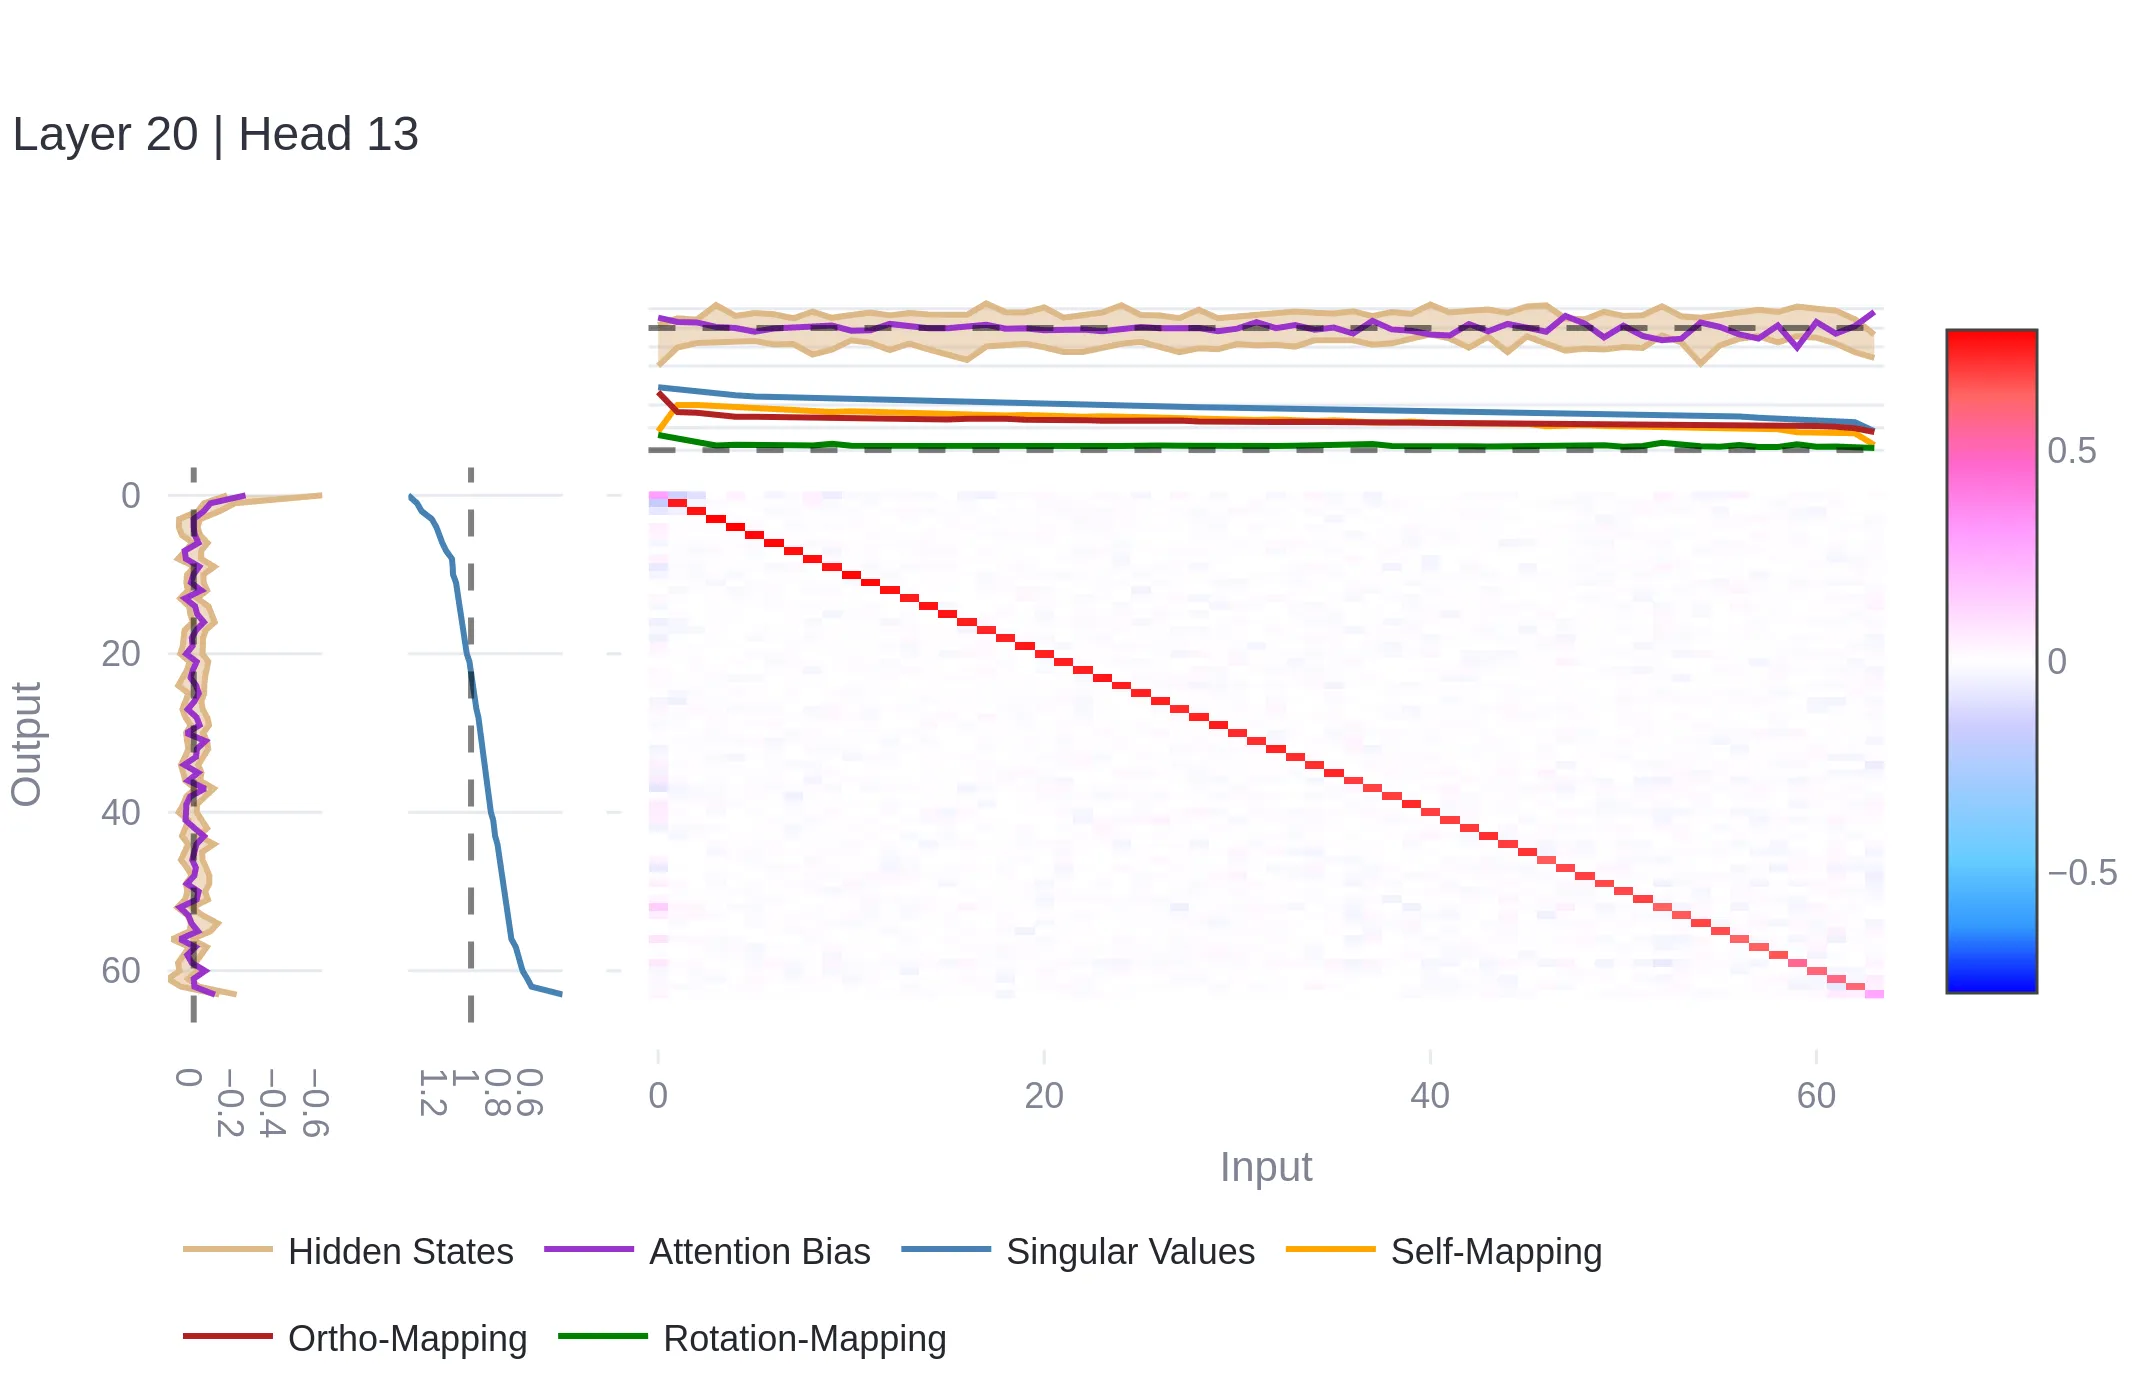 Layer 20 | Head 13
0.5
0
−0.5
0
20
40
60
Output
0
−0.2
−0.4
−0.6
1.2
1
0.8
0.6
0
20
40
60
Input
Hidden States
Attention Bias
Singular Values
Self-Mapping
Ortho-Mapping
Rotation-Mapping